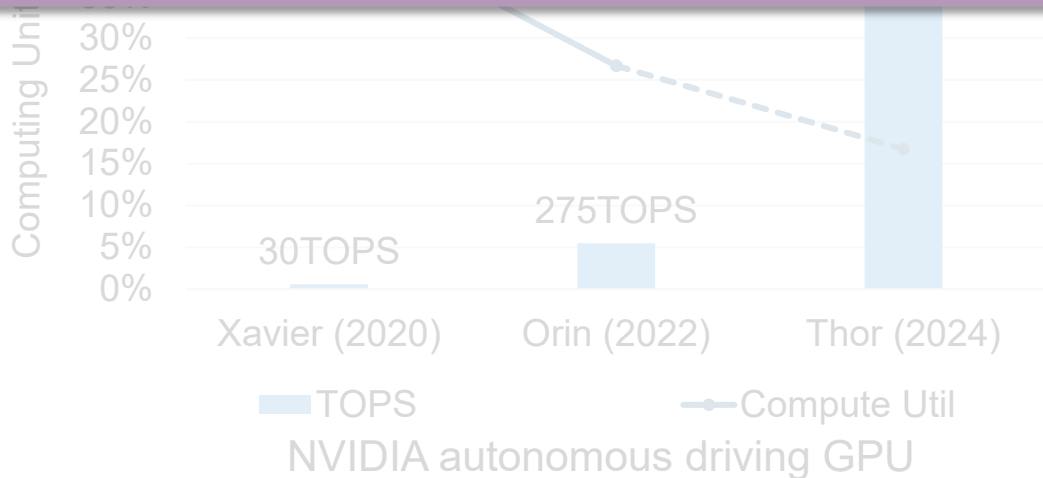 Computing Unit
30%
25%
20%
15%
10%
5%
0%
275TOPS
30TOPS
Xavier (2020) Orin (2022) Thor (2024)
TOPS Compute Util
NVIDIA autonomous driving GPU